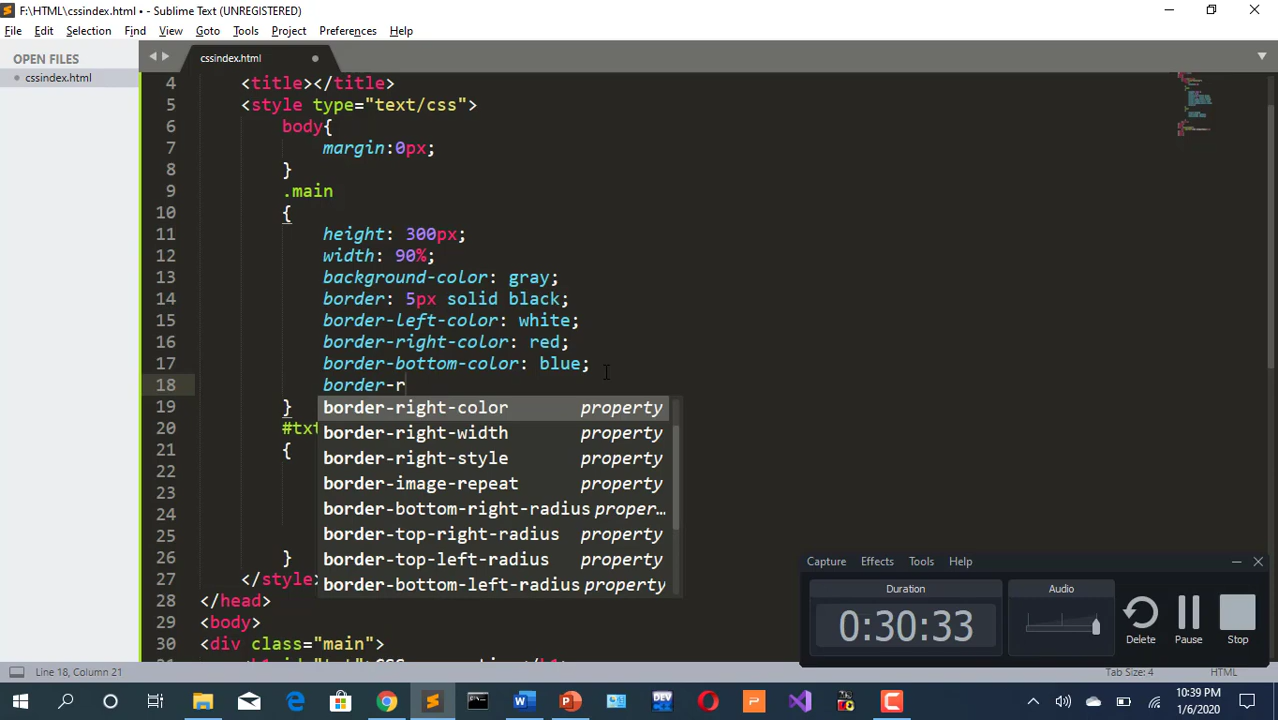 F:\HTML\cssindex.html • - Sublime Text (UNREGISTERED)
File Edit Selection Find View Goto Tools Project Preferences Help
OPEN FILES
cssindex.html
cssindex.html
4 <title></title>
5 <style type="text/css">
6 body{
7 margin:0px;
8 }
9 .main
10 {
11 height: 300px;
12 width: 90%;
13 background-color: gray;
14 border: 5px solid black;
15 border-left-color: white;
16 border-right-color: red;
17 border-bottom-color: blue;
18 border-r
19 }
border-right-color property
20 #txt
border-right-width property
21 {
border-right-style property
22
border-image-repeat property
23
border-bottom-right-radius proper…
24
border-top-right-radius property
25
border-top-left-radius property
26 }
border-bottom-left-radius property
27 </style>
28 </head>
29 <body>
30 <div class="main">
Capture Effects Tools Help
Duration
0:30:33
Audio
Delete
Pause
Stop
Line 18, Column 21
Tab Size: 4
HTML
10:39 PM
1/6/2020